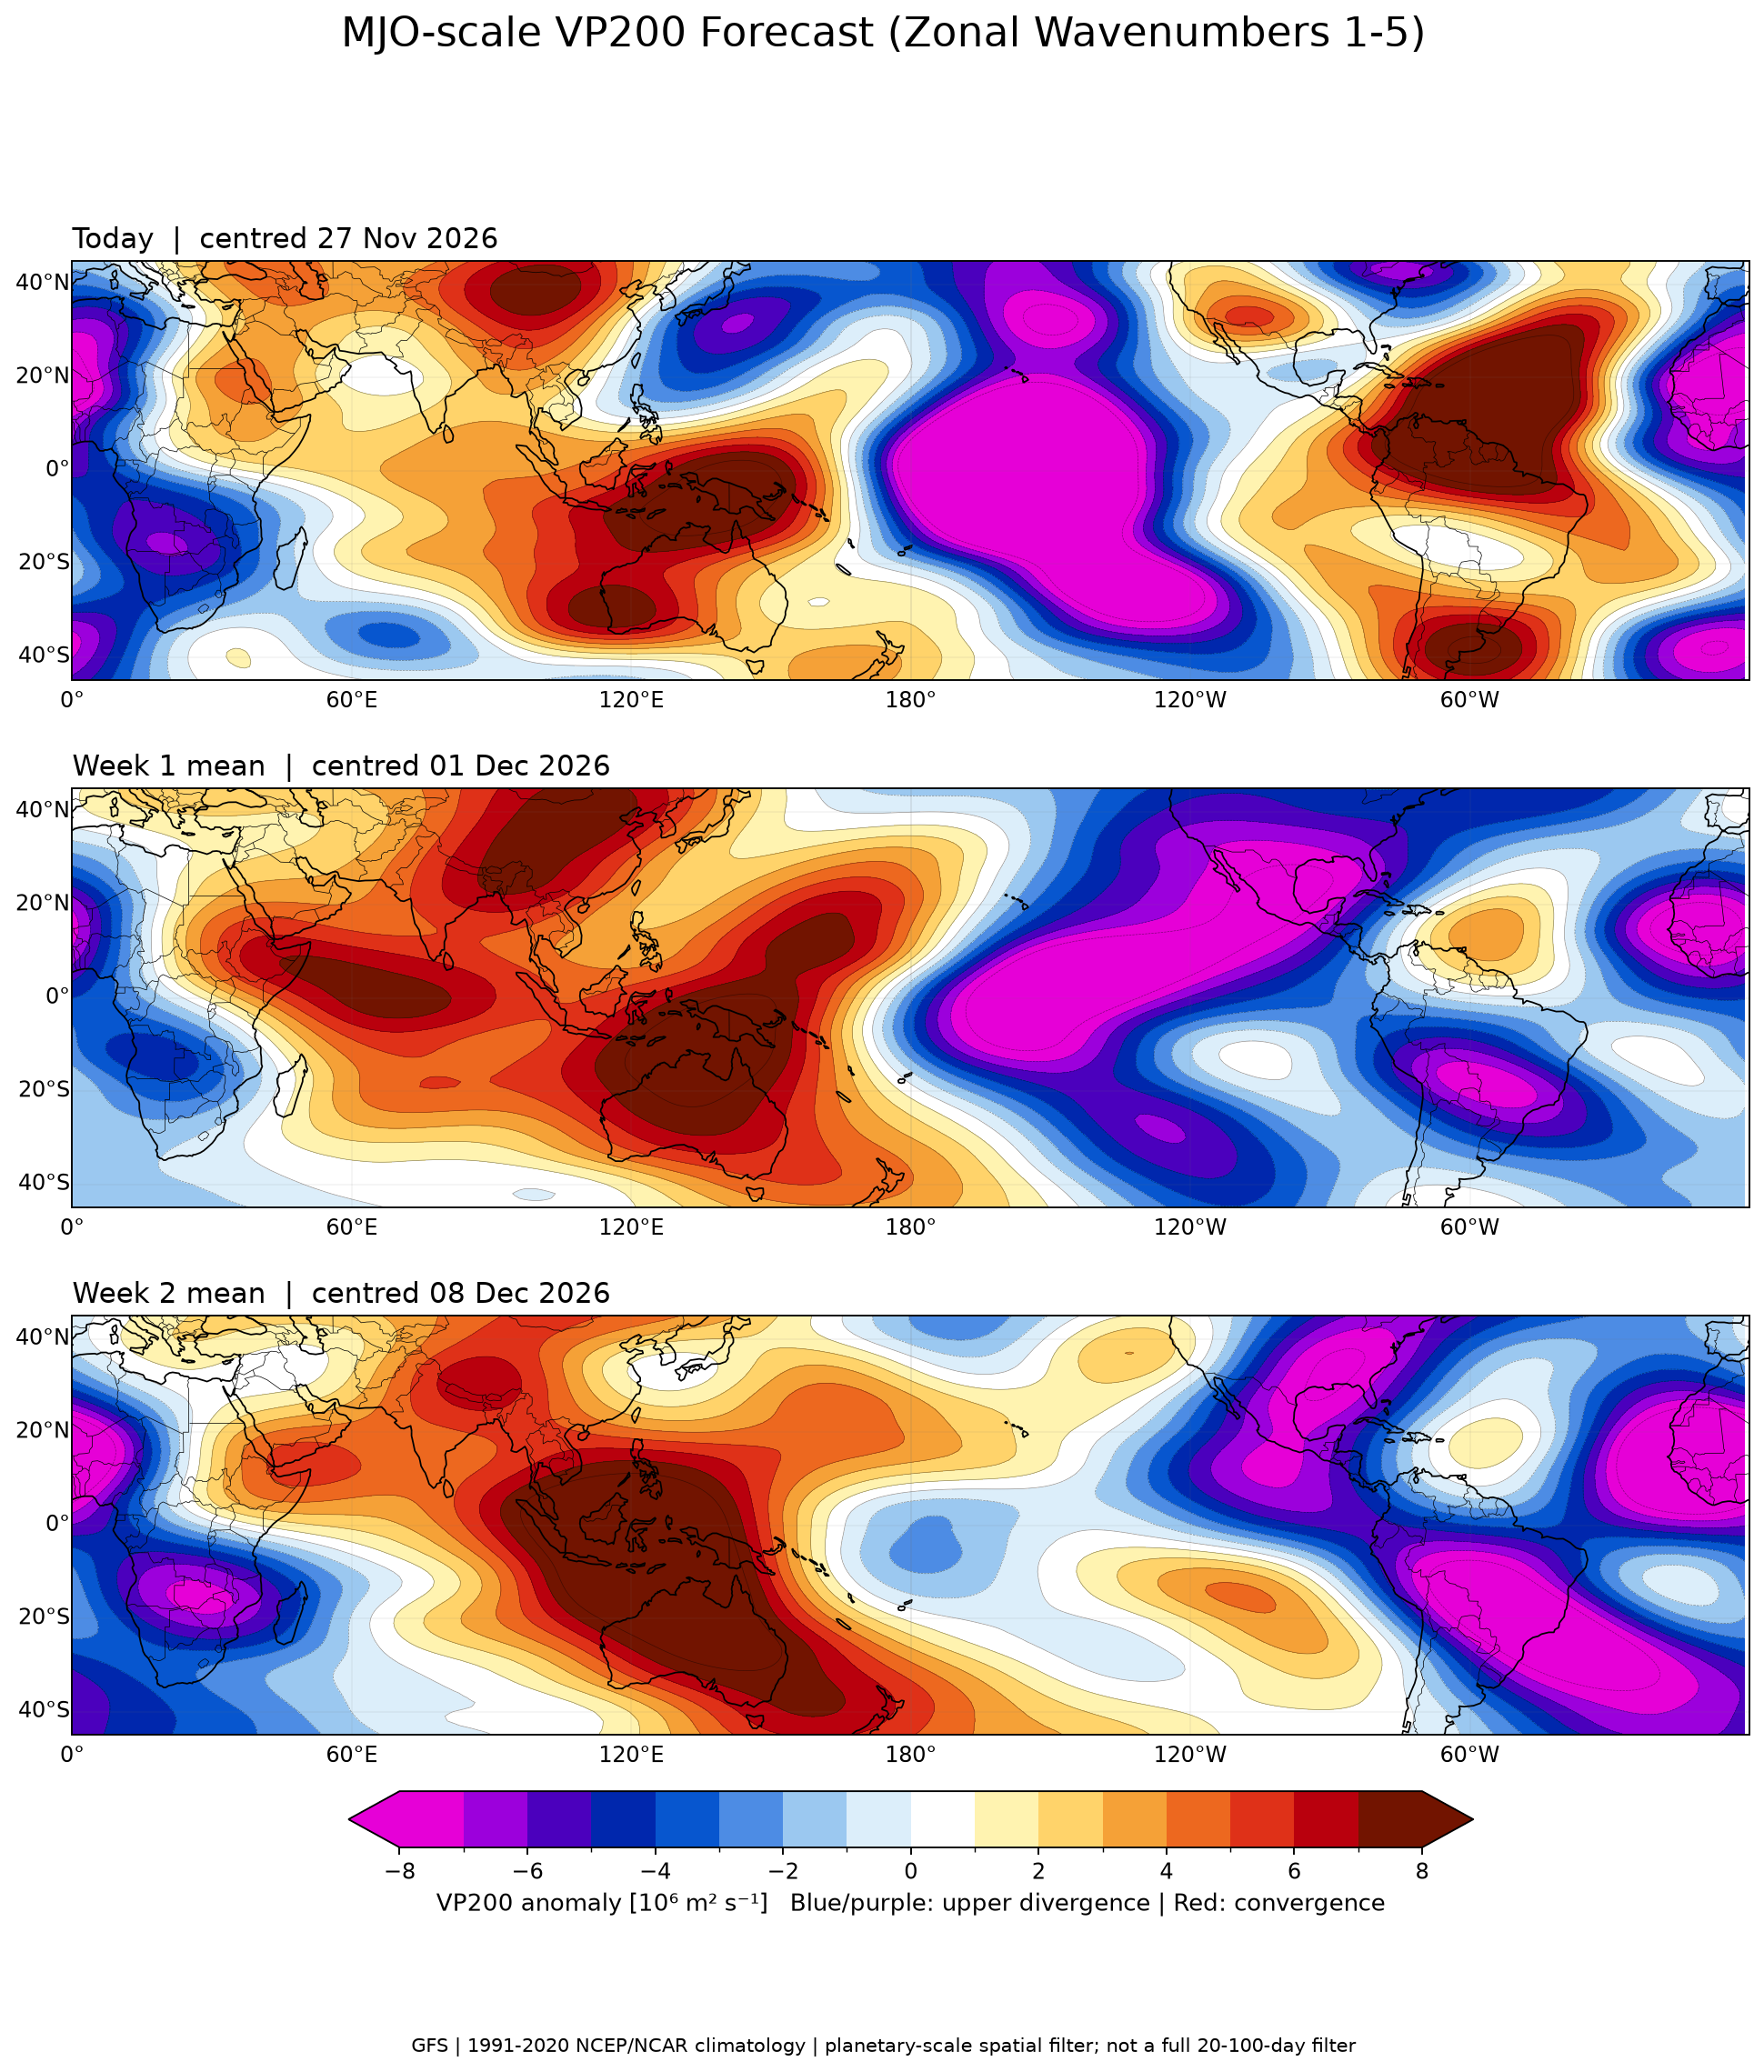 MJO-scale VP200 Forecast (Zonal Wavenumbers 1-5)
Today | centred 27 Nov 2026
40°N
20°N
0°
20°S
40°S
0° 60°E 120°E 180° 120°W 60°W
Week 1 mean | centred 01 Dec 2026
40°N
20°N
0°
20°S
40°S
0° 60°E 120°E 180° 120°W 60°W
Week 2 mean | centred 08 Dec 2026
40°N
20°N
0°
20°S
40°S
0° 60°E 120°E 180° 120°W 60°W
−8 −6 −4 −2 0 2 4 6 8
VP200 anomaly [10⁶ m² s⁻¹] Blue/purple: upper divergence | Red: convergence
GFS | 1991-2020 NCEP/NCAR climatology | planetary-scale spatial filter; not a full 20-100-day filter